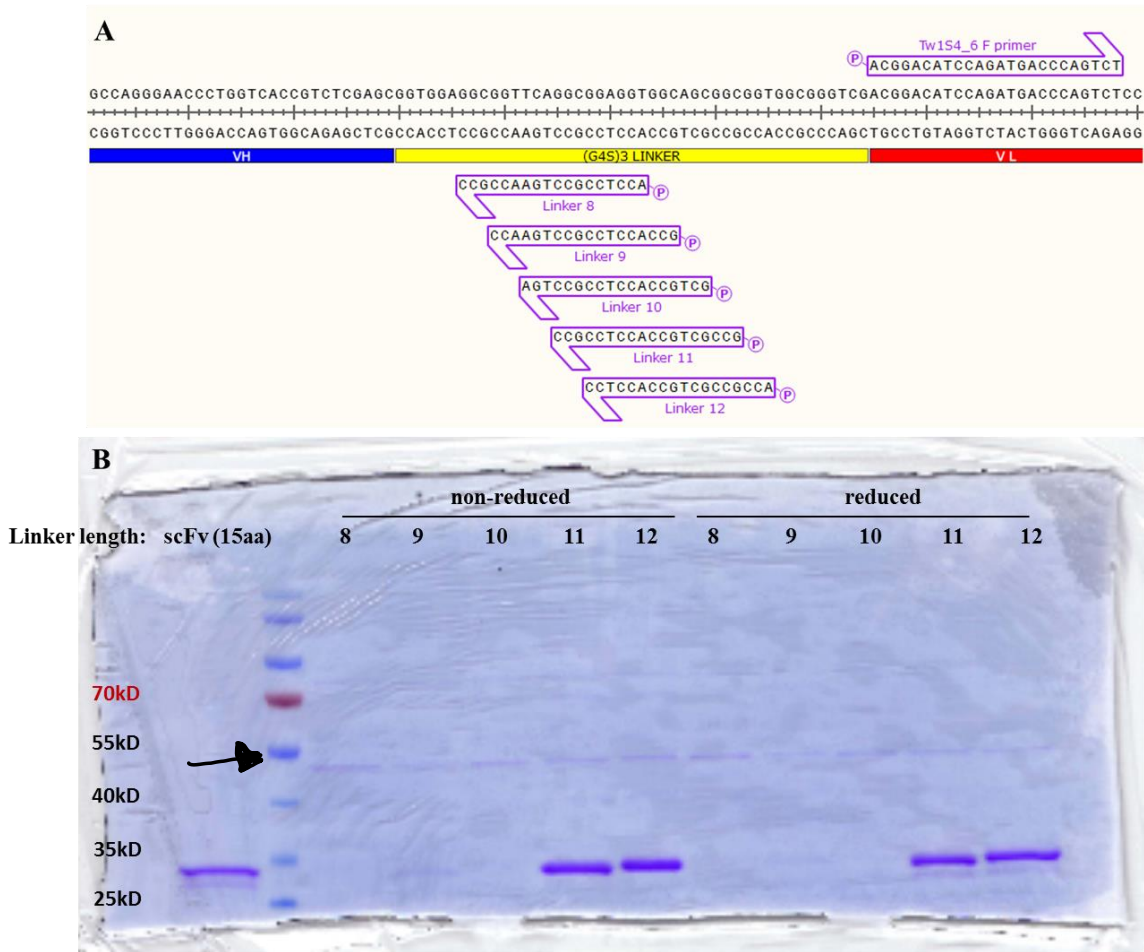 A
Tw1S4_6 F primer
P
ACGGACATCCAGATGACCCAGTCT
GCCAGGGAACCCTGGTCACCGTCTCGAGCGGTGGAGGCGGTTCAGGCGGAGGTGGCAGCGGCGGTGGCGGGTCGACGGACATCCAGATGACCCAGTCTCC
CGGTCCCTTGGGACCAGTGGCAGAGCTCGCCACCTCCGCCAAGTCCGCCTCCACCGTCGCCGCCACCGCCCAGCTGCCTGTAGGTCTACTGGGTCAGAGG
VH (G4S)3 LINKER V L
CCGCCAAGTCCGCCTCCA P
Linker 8
CCAAGTCCGCCTCCACCG P
Linker 9
AGTCCGCCTCCACCGTCG P
Linker 10
CCGCCTCCACCGTCGCCG P
Linker 11
CCTCCACCGTCGCCGCCA P
Linker 12
B
non-reduced reduced
Linker length: scFv (15aa) 8 9 10 11 12 8 9 10 11 12
70kD
55kD
40kD
35kD
25kD